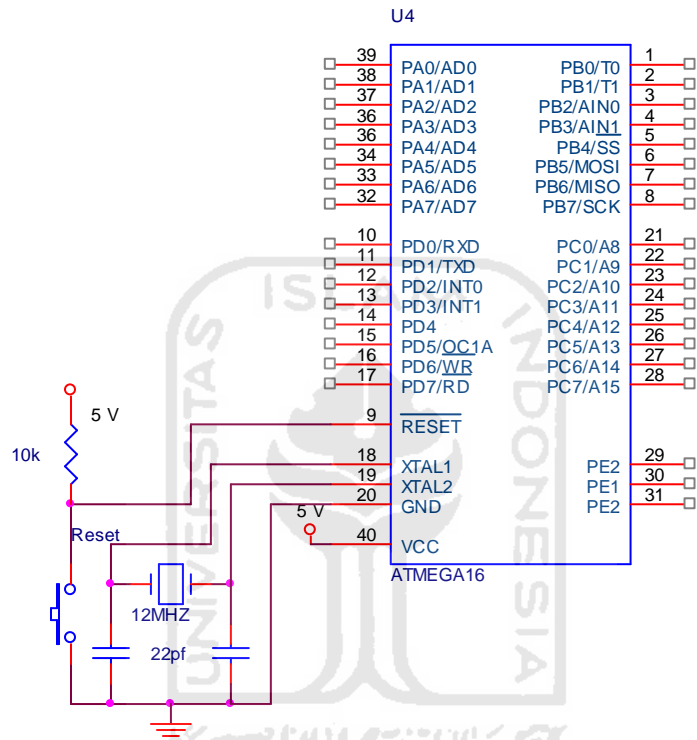 U4
39 PA0/AD0 PB0/T0 1
38 PA1/AD1 PB1/T1 2
37 PA2/AD2 PB2/AIN0 3
36 PA3/AD3 PB3/AIN1 4
36 PA4/AD4 PB4/SS 5
34 PA5/AD5 PB5/MOSI 6
33 PA6/AD6 PB6/MISO 7
32 PA7/AD7 PB7/SCK 8
10 PD0/RXD PC0/A8 21
11 PD1/TXD PC1/A9 22
12 PD2/INT0 PC2/A10 23
13 PD3/INT1 PC3/A11 24
14 PD4 PC4/A12 25
15 PD5/OC1A PC5/A13 26
16 PD6/WR PC6/A14 27
17 PD7/RD PC7/A15 28
5 V
9 RESET
10k
18 XTAL1 PE2 29
19 XTAL2 PE1 30
20 GND PE2 31
5 V
Reset
40 VCC
ATMEGA16
12MHZ
22pf
UNIVERSITAS
ISLAM
INDONESIA